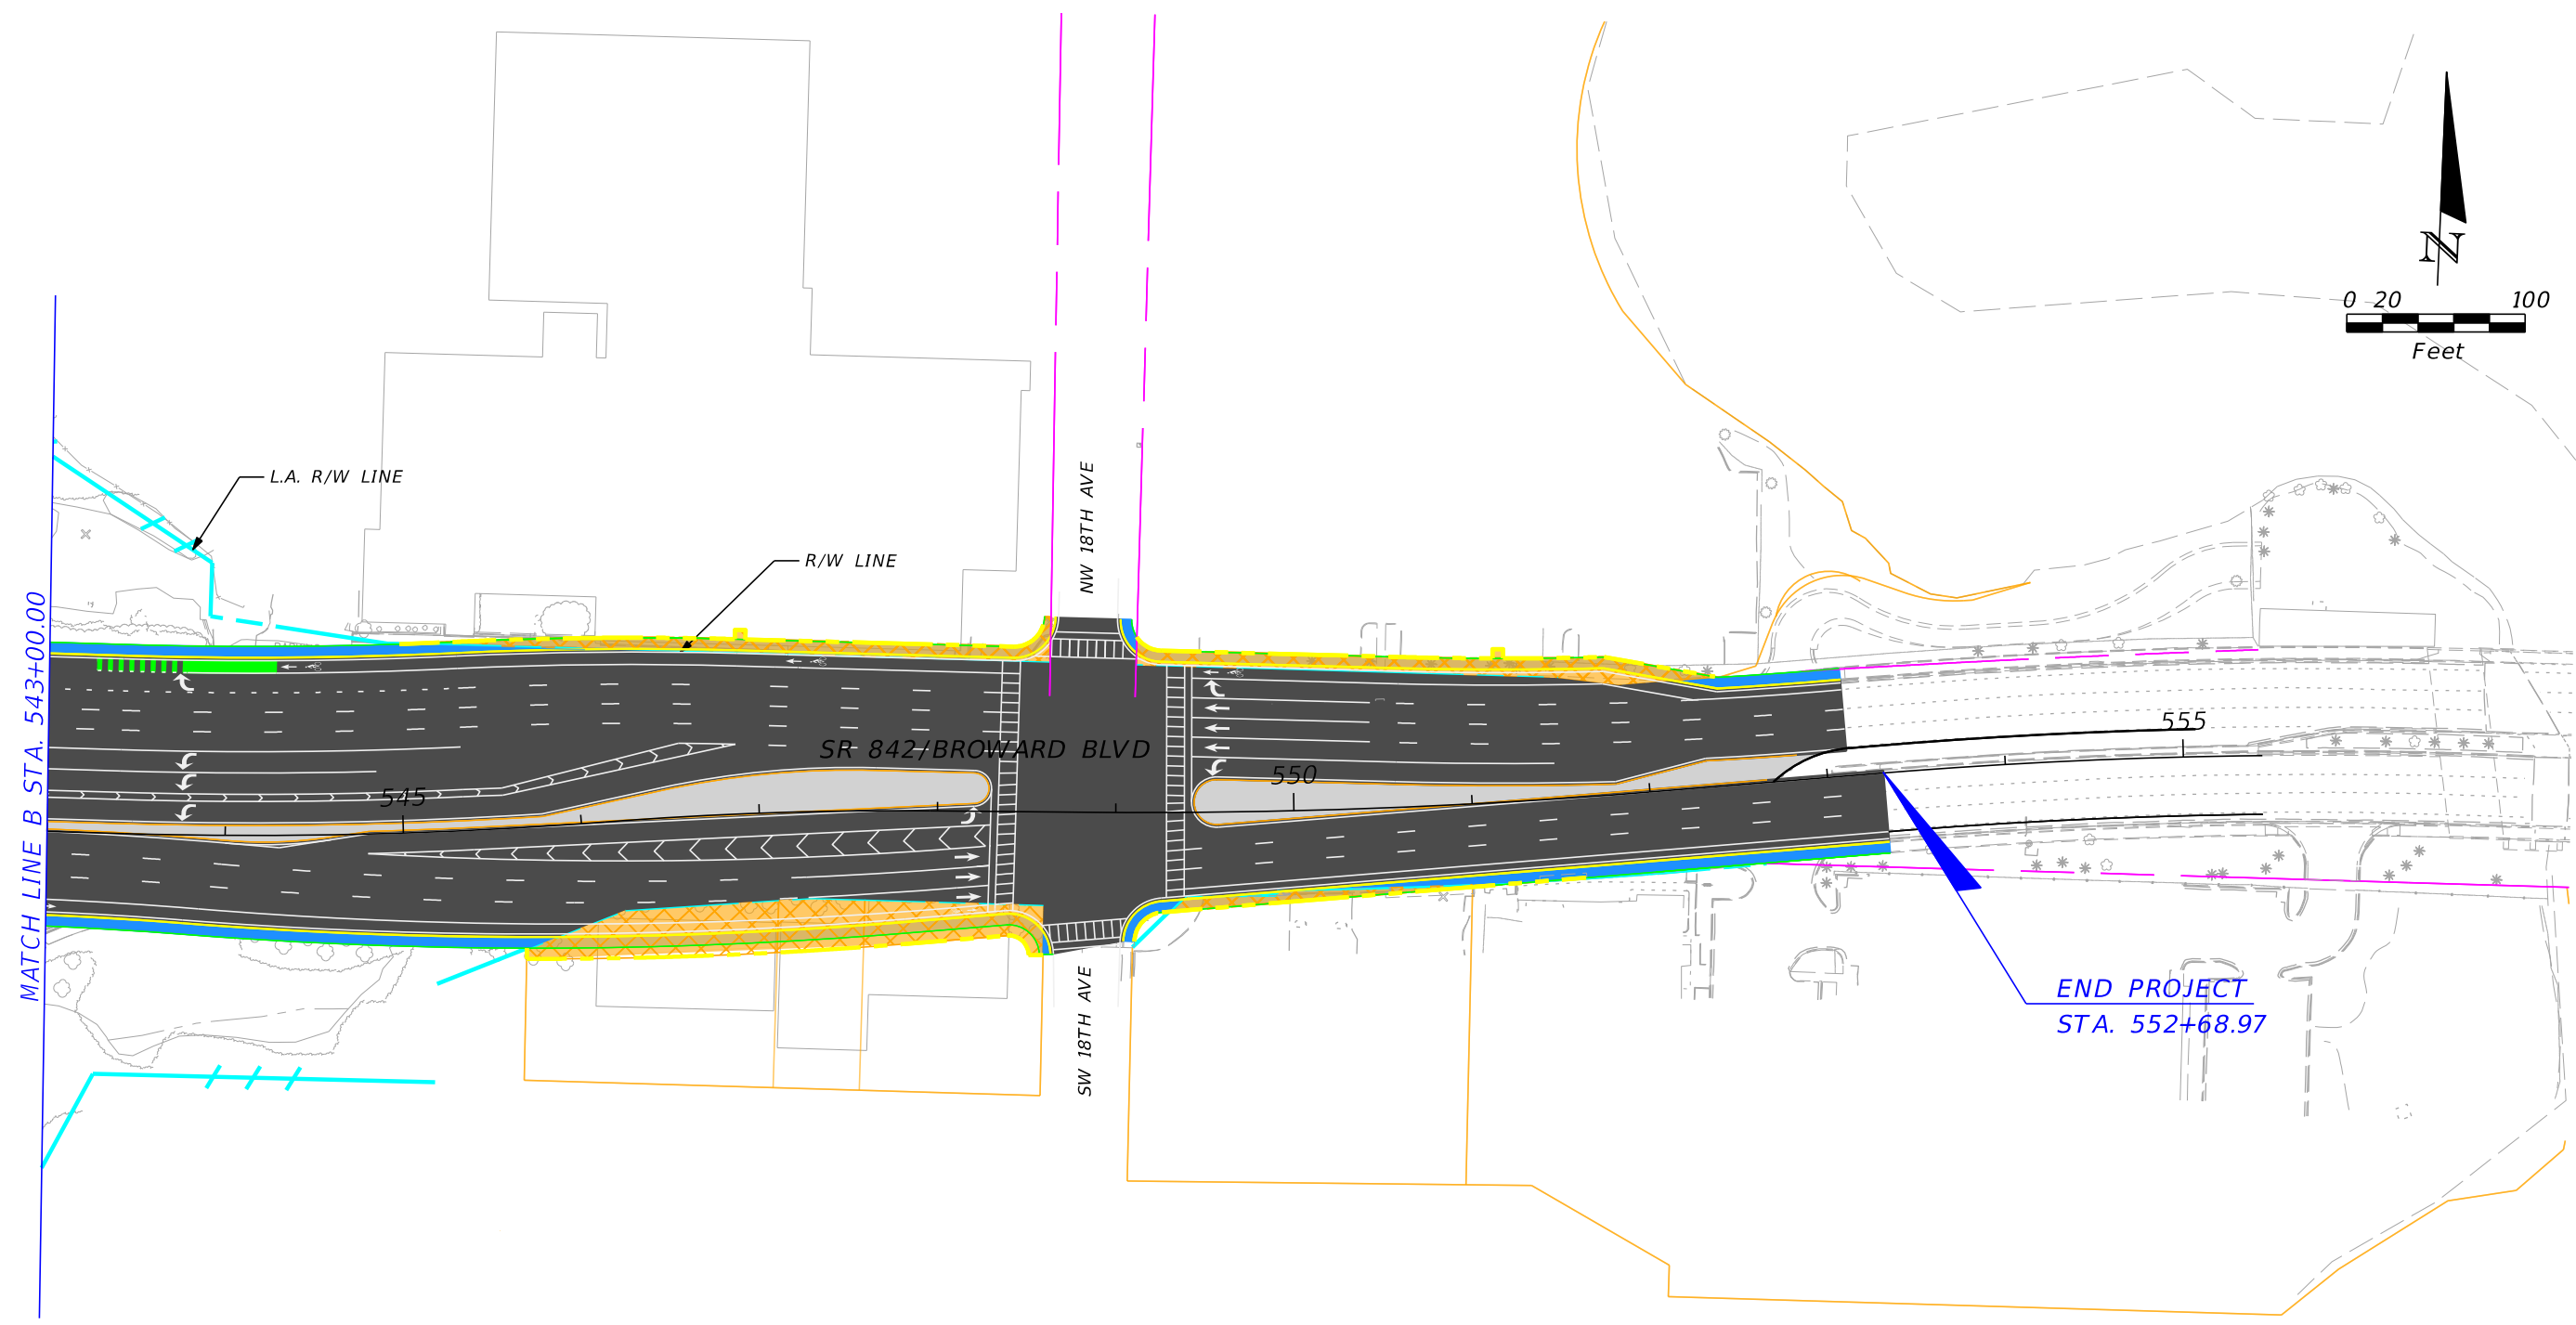 N
0 20 100
Feet
L.A. R/W LINE
R/W LINE
NW 18TH AVE
MATCH LINE B STA. 543+00.00
SR 842/BROWARD BLVD
545
550
555
SW 18TH AVE
END PROJECT
STA. 552+68.97